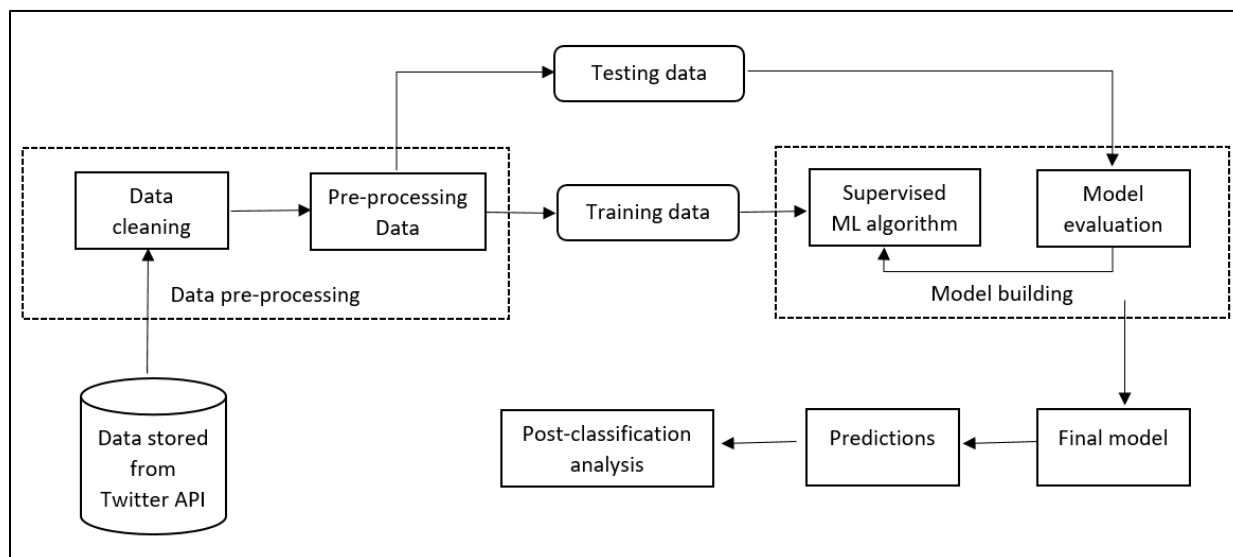 Testing data
Data
cleaning
Pre-processing
Data
Training data
Supervised
ML algorithm
Model
evaluation
Data pre-processing
Model building
Data stored
from
Twitter API
Post-classification
analysis
Predictions
Final model